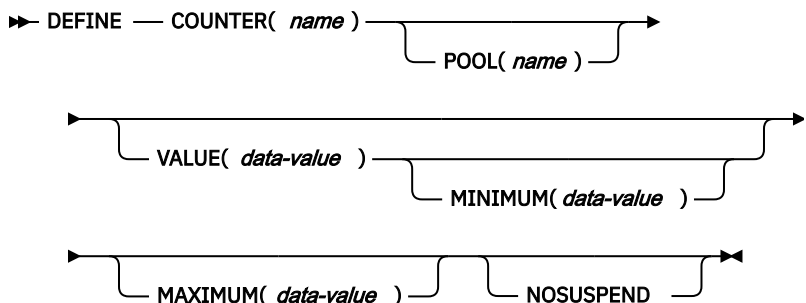 DEFINE COUNTER( name )
POOL( name )
VALUE( data-value )
MINIMUM( data-value )
MAXIMUM( data-value )
NOSUSPEND